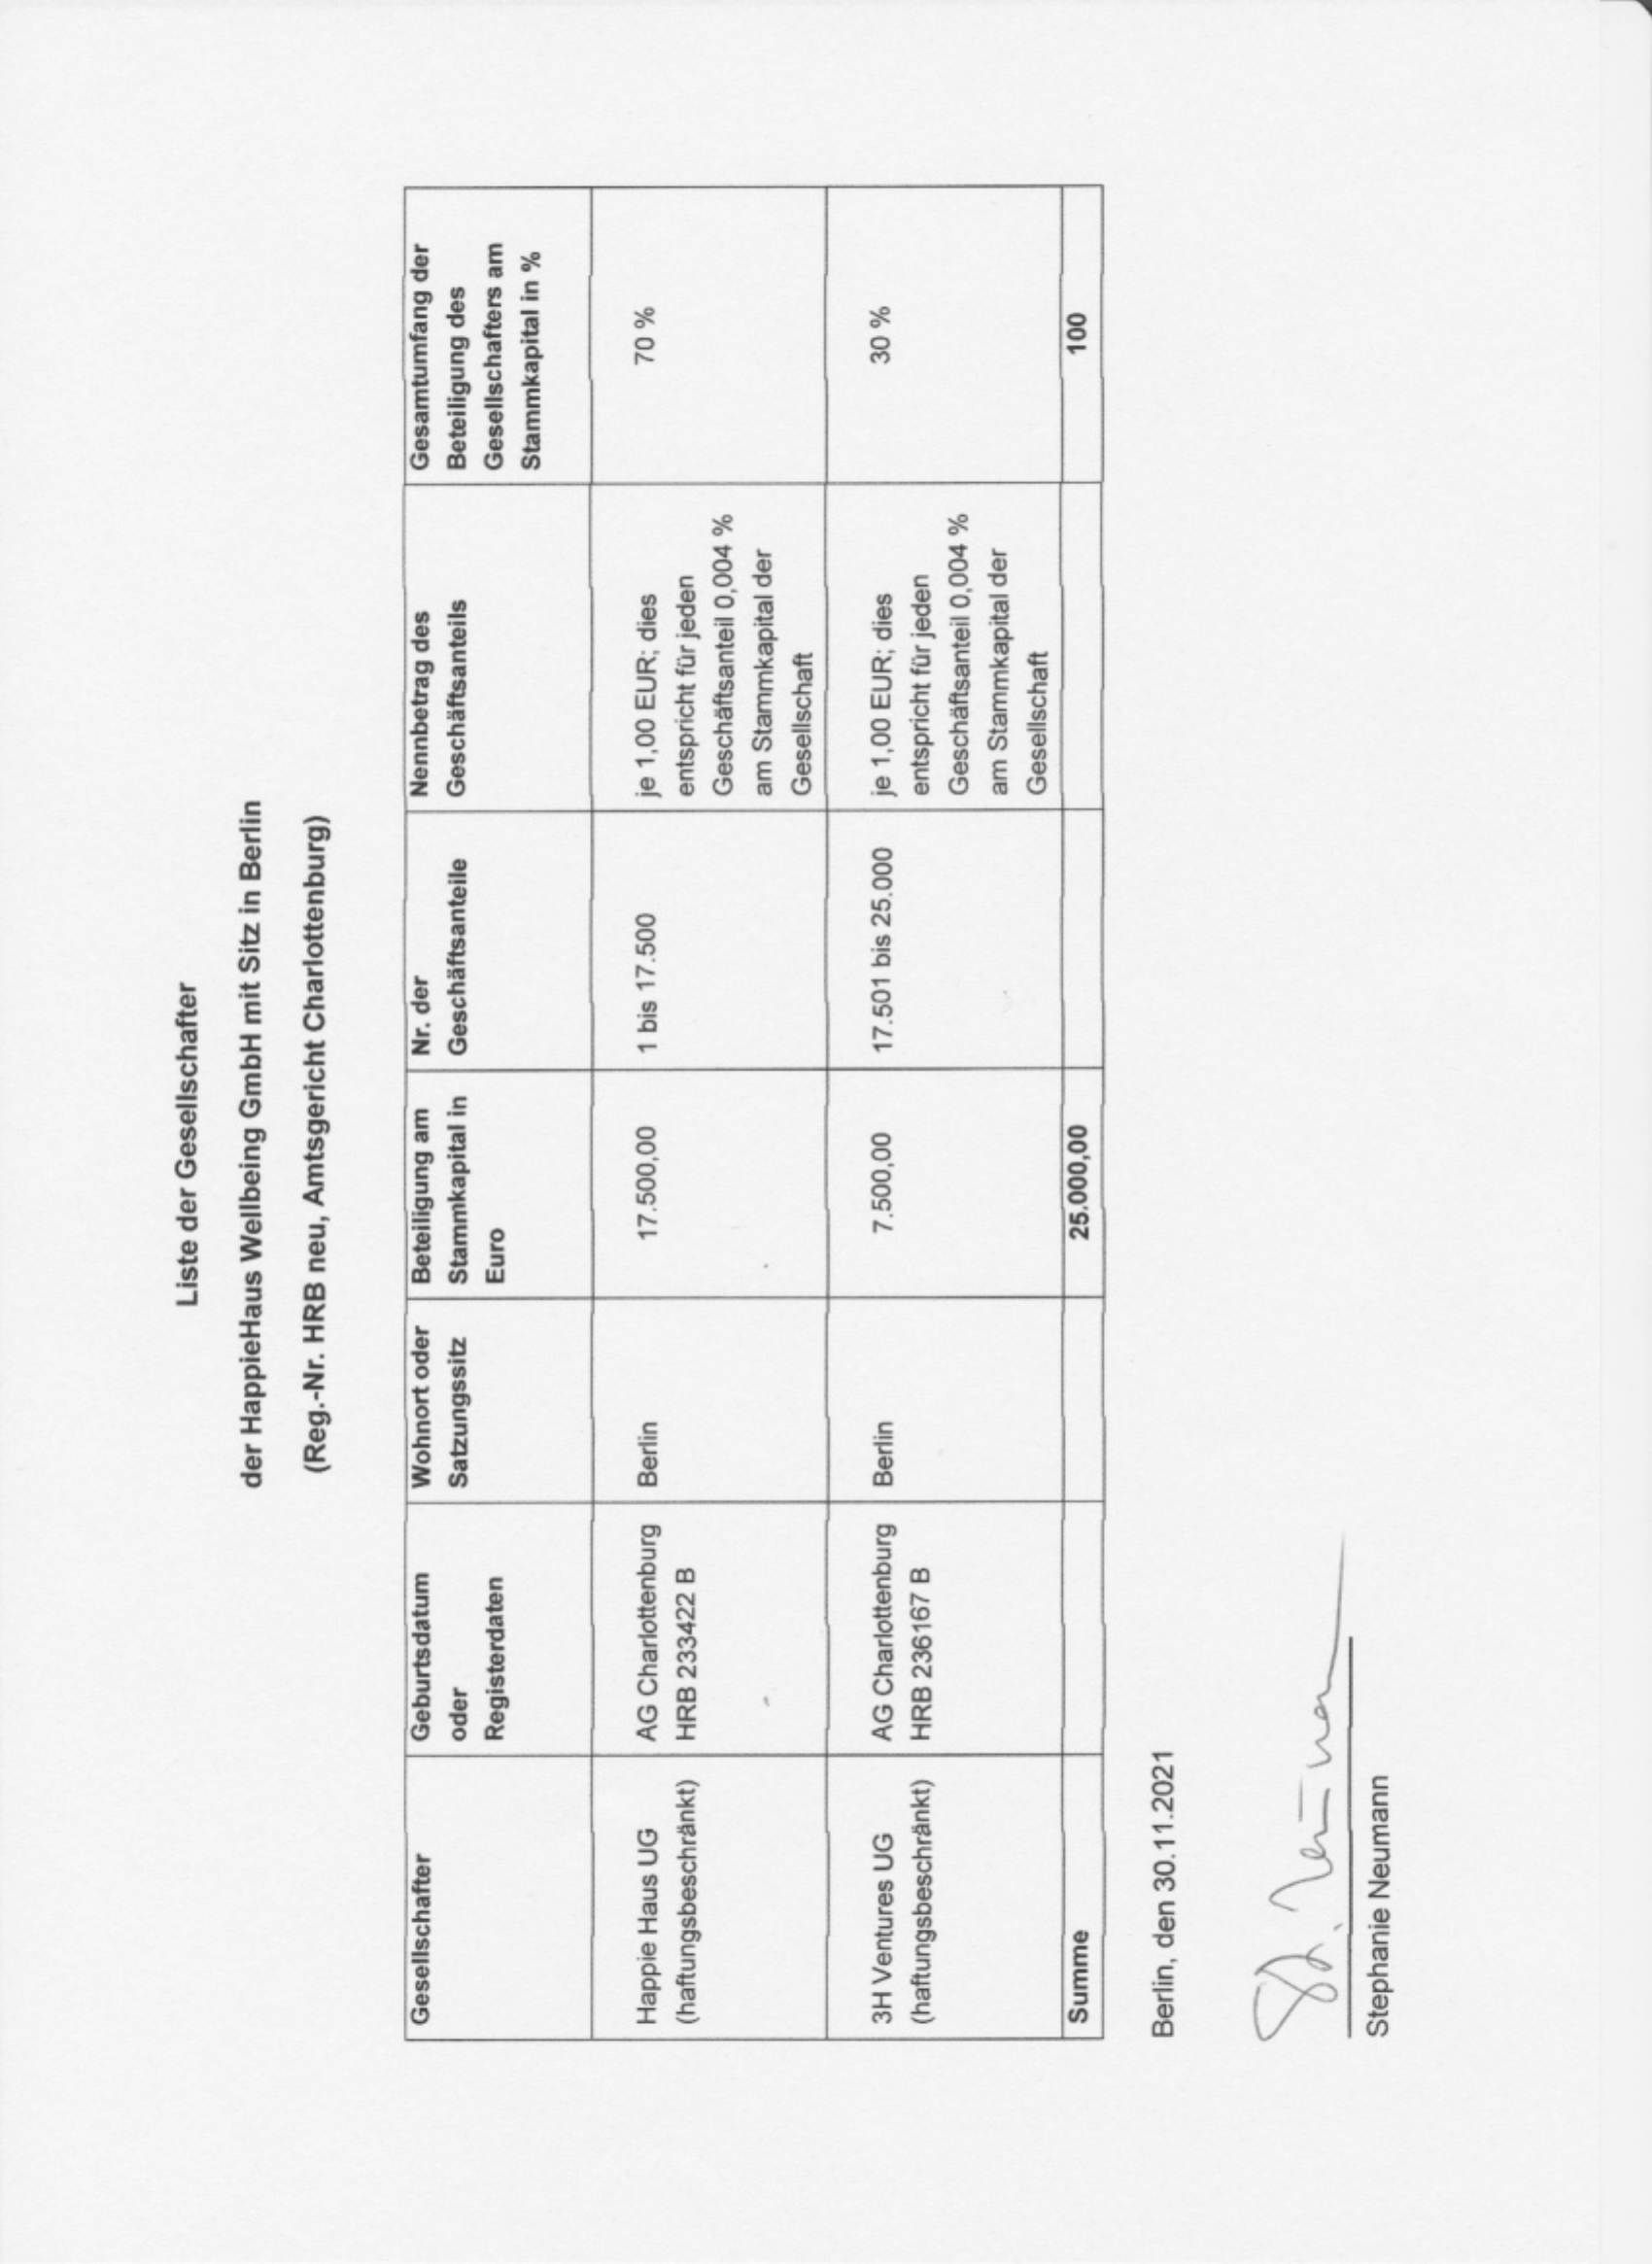 Liste der Gesellschafter
der HappieHaus Wellbeing GmbH mit Sitz in Berlin
(Reg.-Nr. HRB neu, Amtsgericht Charlottenburg)
Gesellschafter
Geburtsdatum
oder
Registerdaten
Wohnort oder
Satzungssitz
Beteiligung am
Stammkapital in
Euro
Nr. der
Geschäftsanteile
Nennbetrag des
Geschäftsanteils
Gesamtumfang der
Beteiligung des
Gesellschafters am
Stammkapital in %
Happie Haus UG
(haftungsbeschränkt)
AG Charlottenburg
HRB 233422 B
Berlin
17.500,00
1 bis 17.500
je 1,00 EUR; dies
entspricht für jeden
Geschäftsanteil 0,004 %
am Stammkapital der
Gesellschaft
70 %
3H Ventures UG
(haftungsbeschränkt)
AG Charlottenburg
HRB 236167 B
Berlin
7.500,00
17.501 bis 25.000
je 1,00 EUR; dies
entspricht für jeden
Geschäftsanteil 0,004 %
am Stammkapital der
Gesellschaft
30 %
Summe
25.000,00
100
Berlin, den 30.11.2021
St. Neumann
Stephanie Neumann